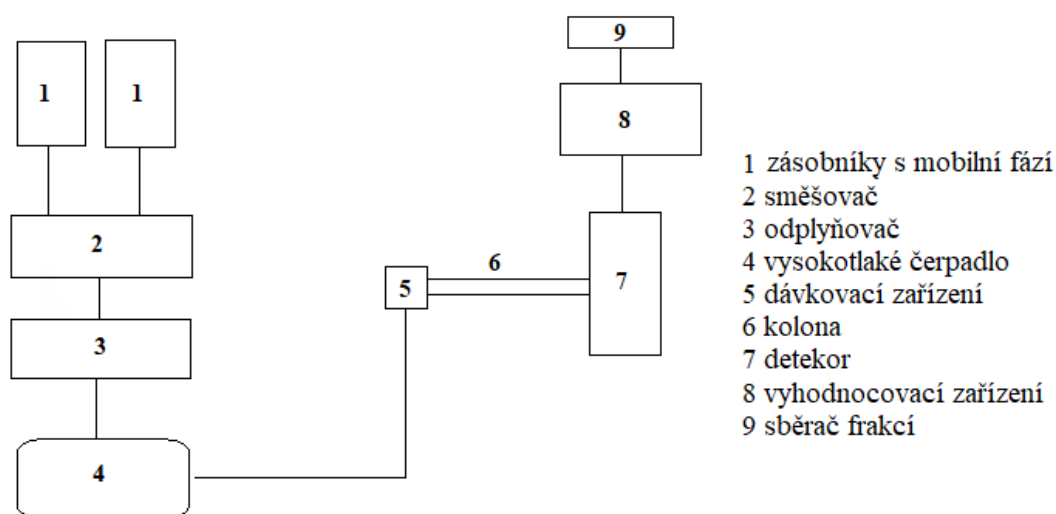 9
1 1
8
2
6
5
7
3
4
1 zásobníky s mobilní fází
2 směšovač
3 odplyňovač
4 vysokotlaké čerpadlo
5 dávkovací zařízení
6 kolona
7 detekor
8 vyhodnocovací zařízení
9 sběrač frakcí